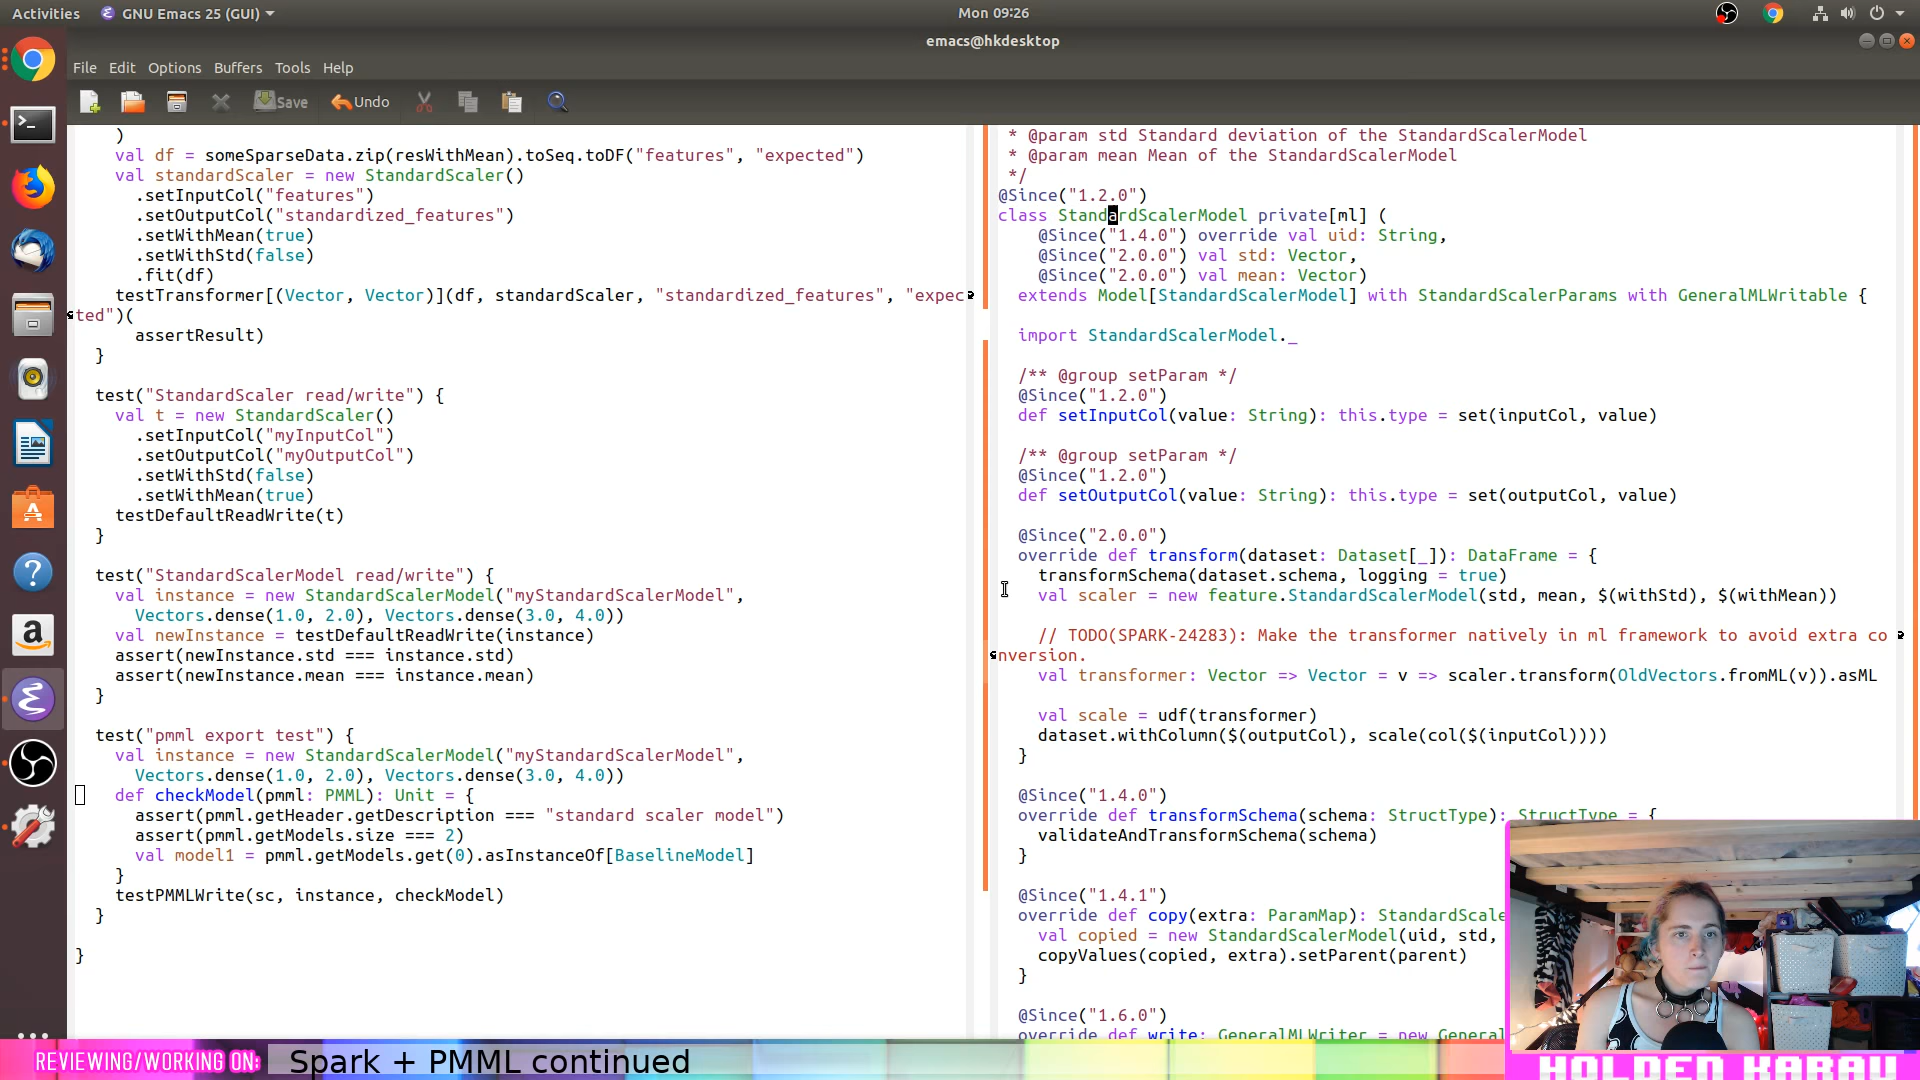 Activities
GNU Emacs 25 (GUI)
Mon 09:26
emacs@hkdesktop
File Edit Options Buffers Tools Help
Save Undo
)
val df = someSparseData.zip(resWithMean).toSeq.toDF("features", "expected")
val standardScaler = new StandardScaler()
.setInputCol("features")
.setOutputCol("standardized_features")
.setWithMean(true)
.setWithStd(false)
.fit(df)
testTransformer[(Vector, Vector)](df, standardScaler, "standardized_features", "expec
ted")(
assertResult)
}
test("StandardScaler read/write") {
val t = new StandardScaler()
.setInputCol("myInputCol")
.setOutputCol("myOutputCol")
.setWithStd(false)
.setWithMean(true)
testDefaultReadWrite(t)
}
test("StandardScalerModel read/write") {
val instance = new StandardScalerModel("myStandardScalerModel",
Vectors.dense(1.0, 2.0), Vectors.dense(3.0, 4.0))
val newInstance = testDefaultReadWrite(instance)
assert(newInstance.std === instance.std)
assert(newInstance.mean === instance.mean)
}
test("pmml export test") {
val instance = new StandardScalerModel("myStandardScalerModel",
Vectors.dense(1.0, 2.0), Vectors.dense(3.0, 4.0))
def checkModel(pmml: PMML): Unit = {
assert(pmml.getHeader.getDescription === "standard scaler model")
assert(pmml.getModels.size === 2)
val model1 = pmml.getModels.get(0).asInstanceOf[BaselineModel]
}
testPMMLWrite(sc, instance, checkModel)
}
}
* @param std Standard deviation of the StandardScalerModel
* @param mean Mean of the StandardScalerModel
*/
@Since("1.2.0")
class StandardScalerModel private[ml] (
@Since("1.4.0") override val uid: String,
@Since("2.0.0") val std: Vector,
@Since("2.0.0") val mean: Vector)
extends Model[StandardScalerModel] with StandardScalerParams with GeneralMLWritable {
import StandardScalerModel._
/** @group setParam */
@Since("1.2.0")
def setInputCol(value: String): this.type = set(inputCol, value)
/** @group setParam */
@Since("1.2.0")
def setOutputCol(value: String): this.type = set(outputCol, value)
@Since("2.0.0")
override def transform(dataset: Dataset[_]): DataFrame = {
transformSchema(dataset.schema, logging = true)
val scaler = new feature.StandardScalerModel(std, mean, $(withStd), $(withMean))
// TODO(SPARK-24283): Make the transformer natively in ml framework to avoid extra co
nversion.
val transformer: Vector => Vector = v => scaler.transform(OldVectors.fromML(v)).asML
val scale = udf(transformer)
dataset.withColumn($(outputCol), scale(col($(inputCol))))
}
@Since("1.4.0")
override def transformSchema(schema: StructType): StructType = {
validateAndTransformSchema(schema)
}
@Since("1.4.1")
override def copy(extra: ParamMap): StandardScale
val copied = new StandardScalerModel(uid, std,
copyValues(copied, extra).setParent(parent)
}
@Since("1.6.0")
override def write: GeneralMLWriter = new General
REVIEWING/WORKING ON: Spark + PMML continued
HOLDEN KARAU